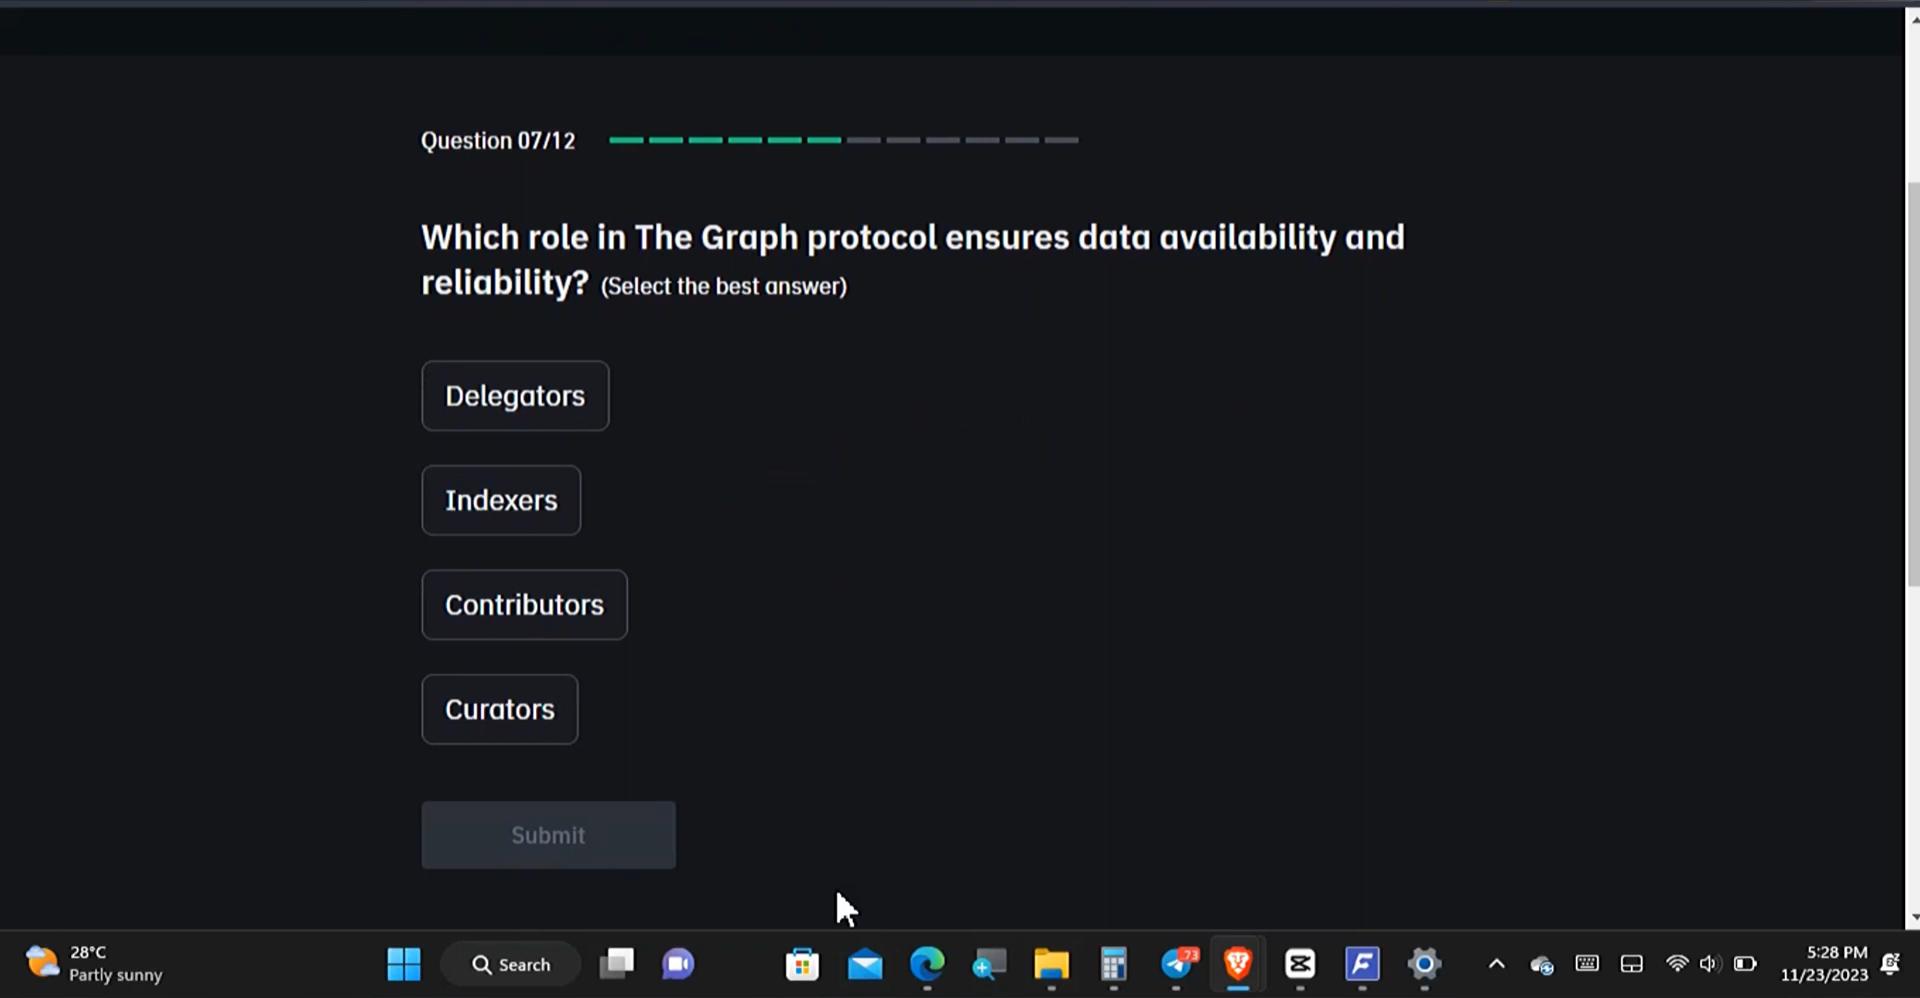 Question 07/12
Which role in The Graph protocol ensures data availability and
reliability? (Select the best answer)
Delegators
Indexers
Contributors
Curators
Submit
28°C
Partly sunny
Search
73
5:28 PM
11/23/2023